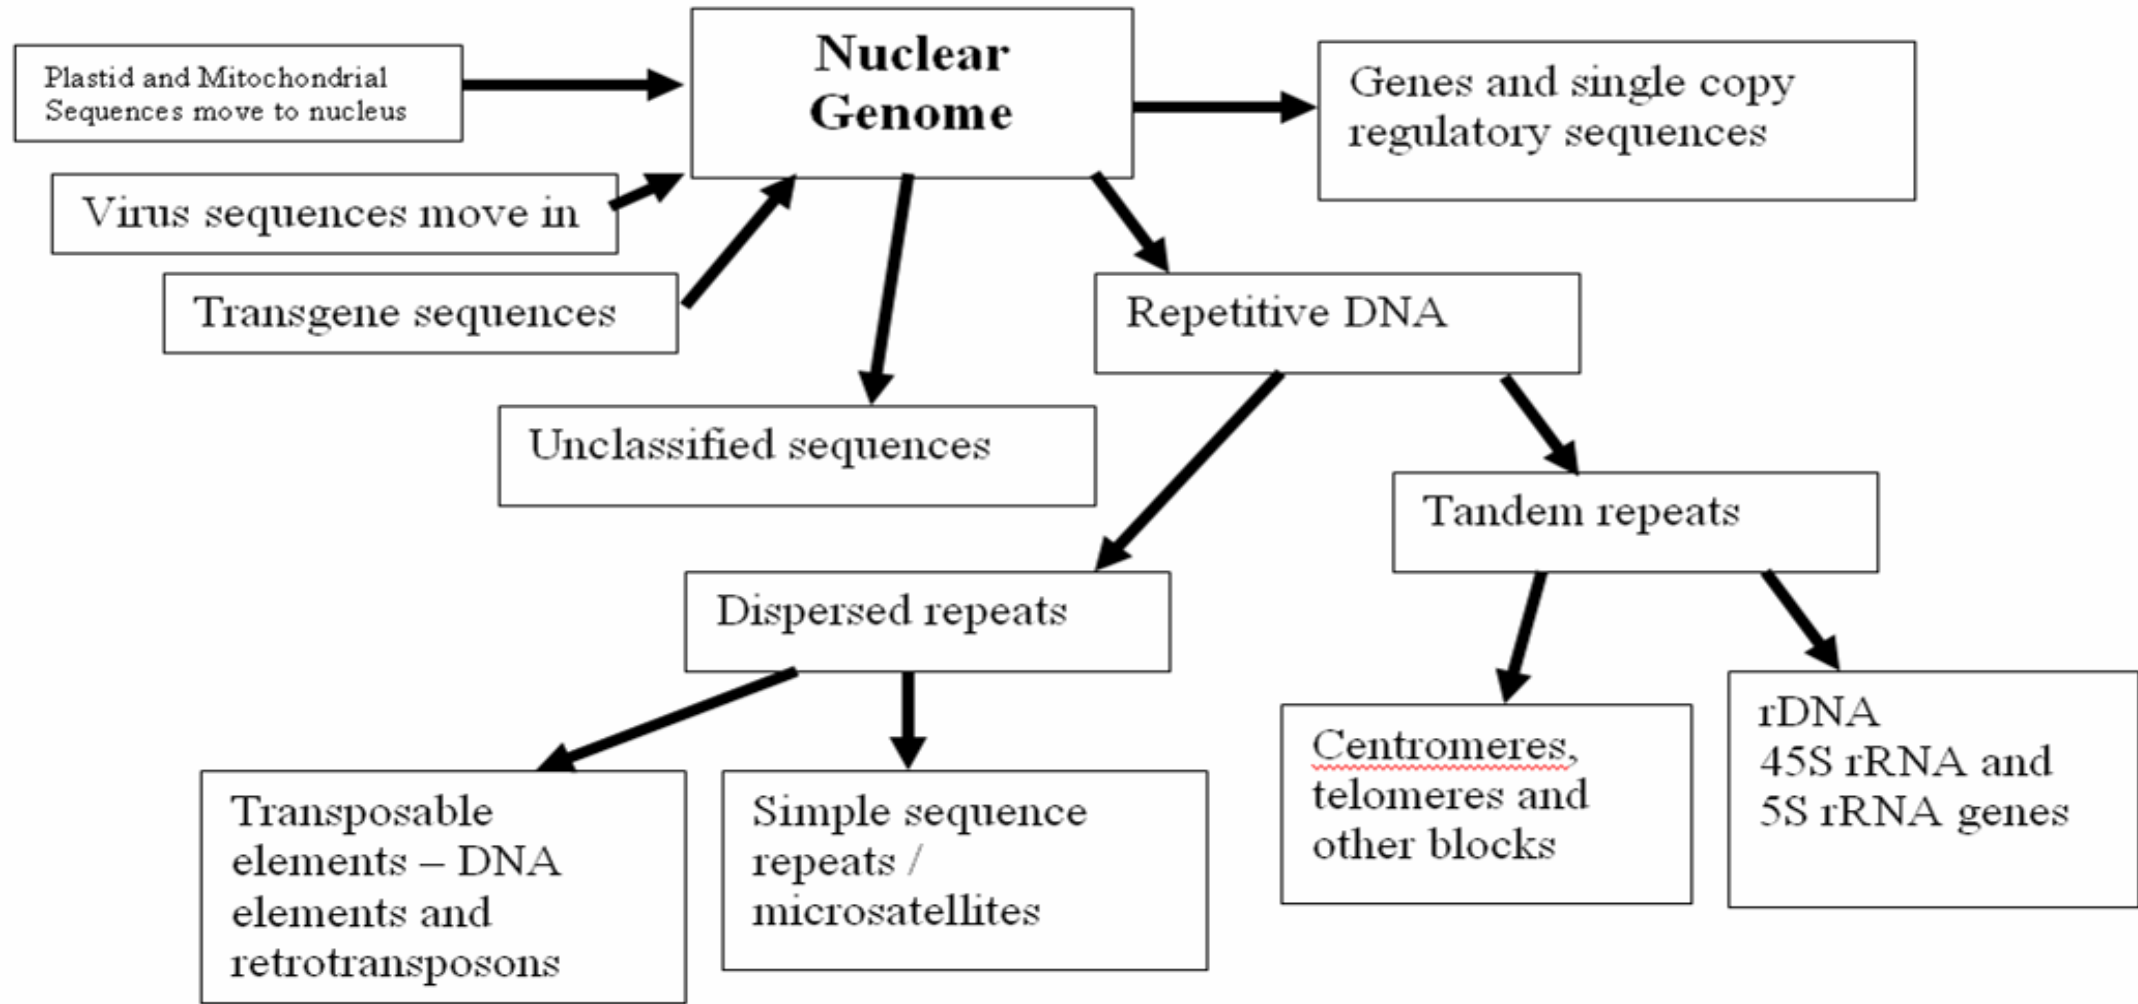 Nuclear
Genome
Plastid and Mitochondrial
Sequences move to nucleus
Genes and single copy
regulatory sequences
Virus sequences move in
Transgene sequences
Repetitive DNA
Unclassified sequences
Tandem repeats
Dispersed repeats
Transposable
elements – DNA
elements and
retrotransposons
Simple sequence
repeats /
microsatellites
Centromeres,
telomeres and
other blocks
rDNA
45S rRNA and
5S rRNA genes